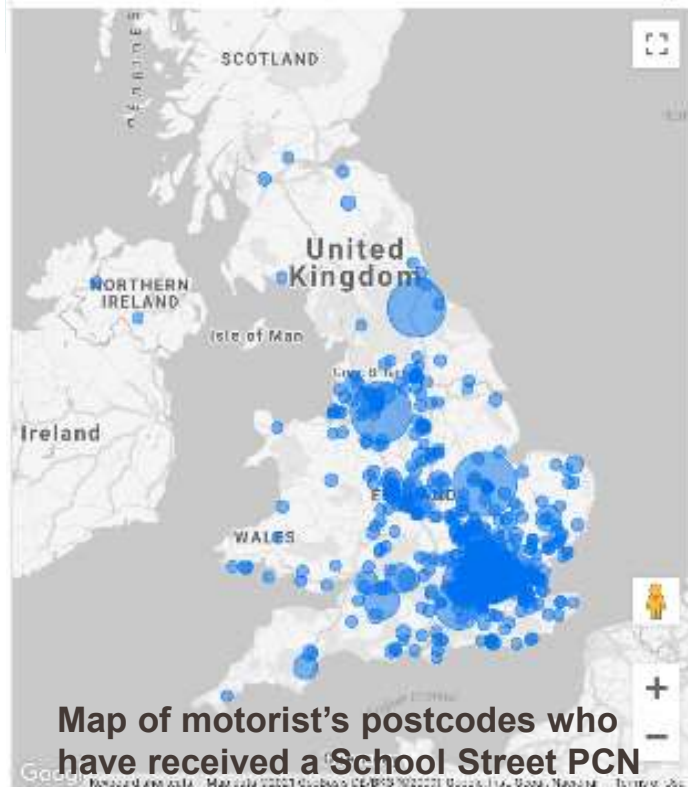 SCOTLAND
HEBRIDES
United
Kingdom
NORTHERN
IRELAND
Isle of Man
Ireland
WALES
Map of motorist's postcodes who
have received a School Street PCN